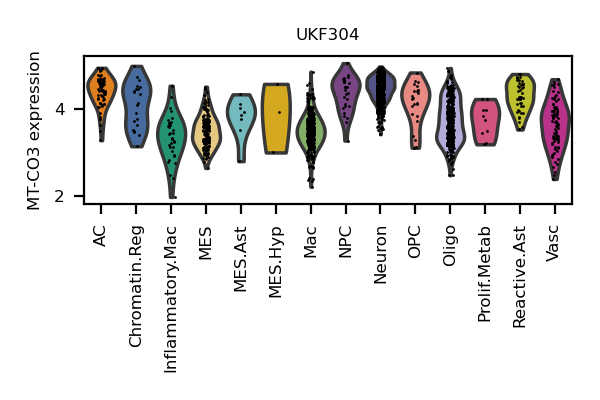 UKF304
MT-CO3 expression
4
2
AC
Chromatin.Reg
Inflammatory.Mac
MES
MES.Ast
MES.Hyp
Mac
NPC
Neuron
OPC
Oligo
Prolif.Metab
Reactive.Ast
Vasc